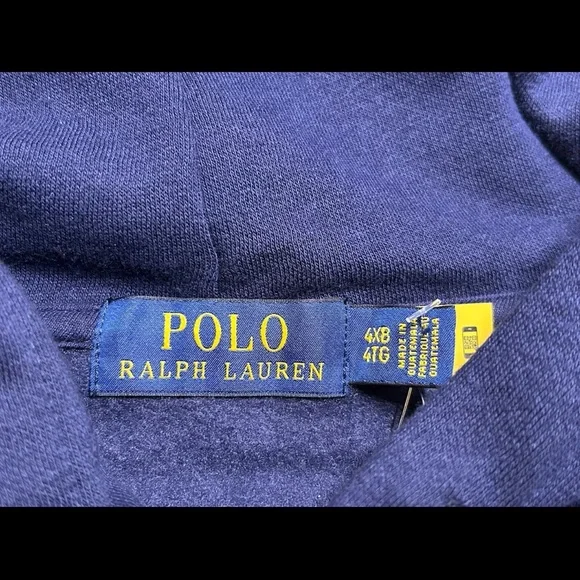 POLO
RALPH LAUREN
4XB
4TG
MADE IN
GUATEMALA
FABRIQUÉ AU
GUATEMALA